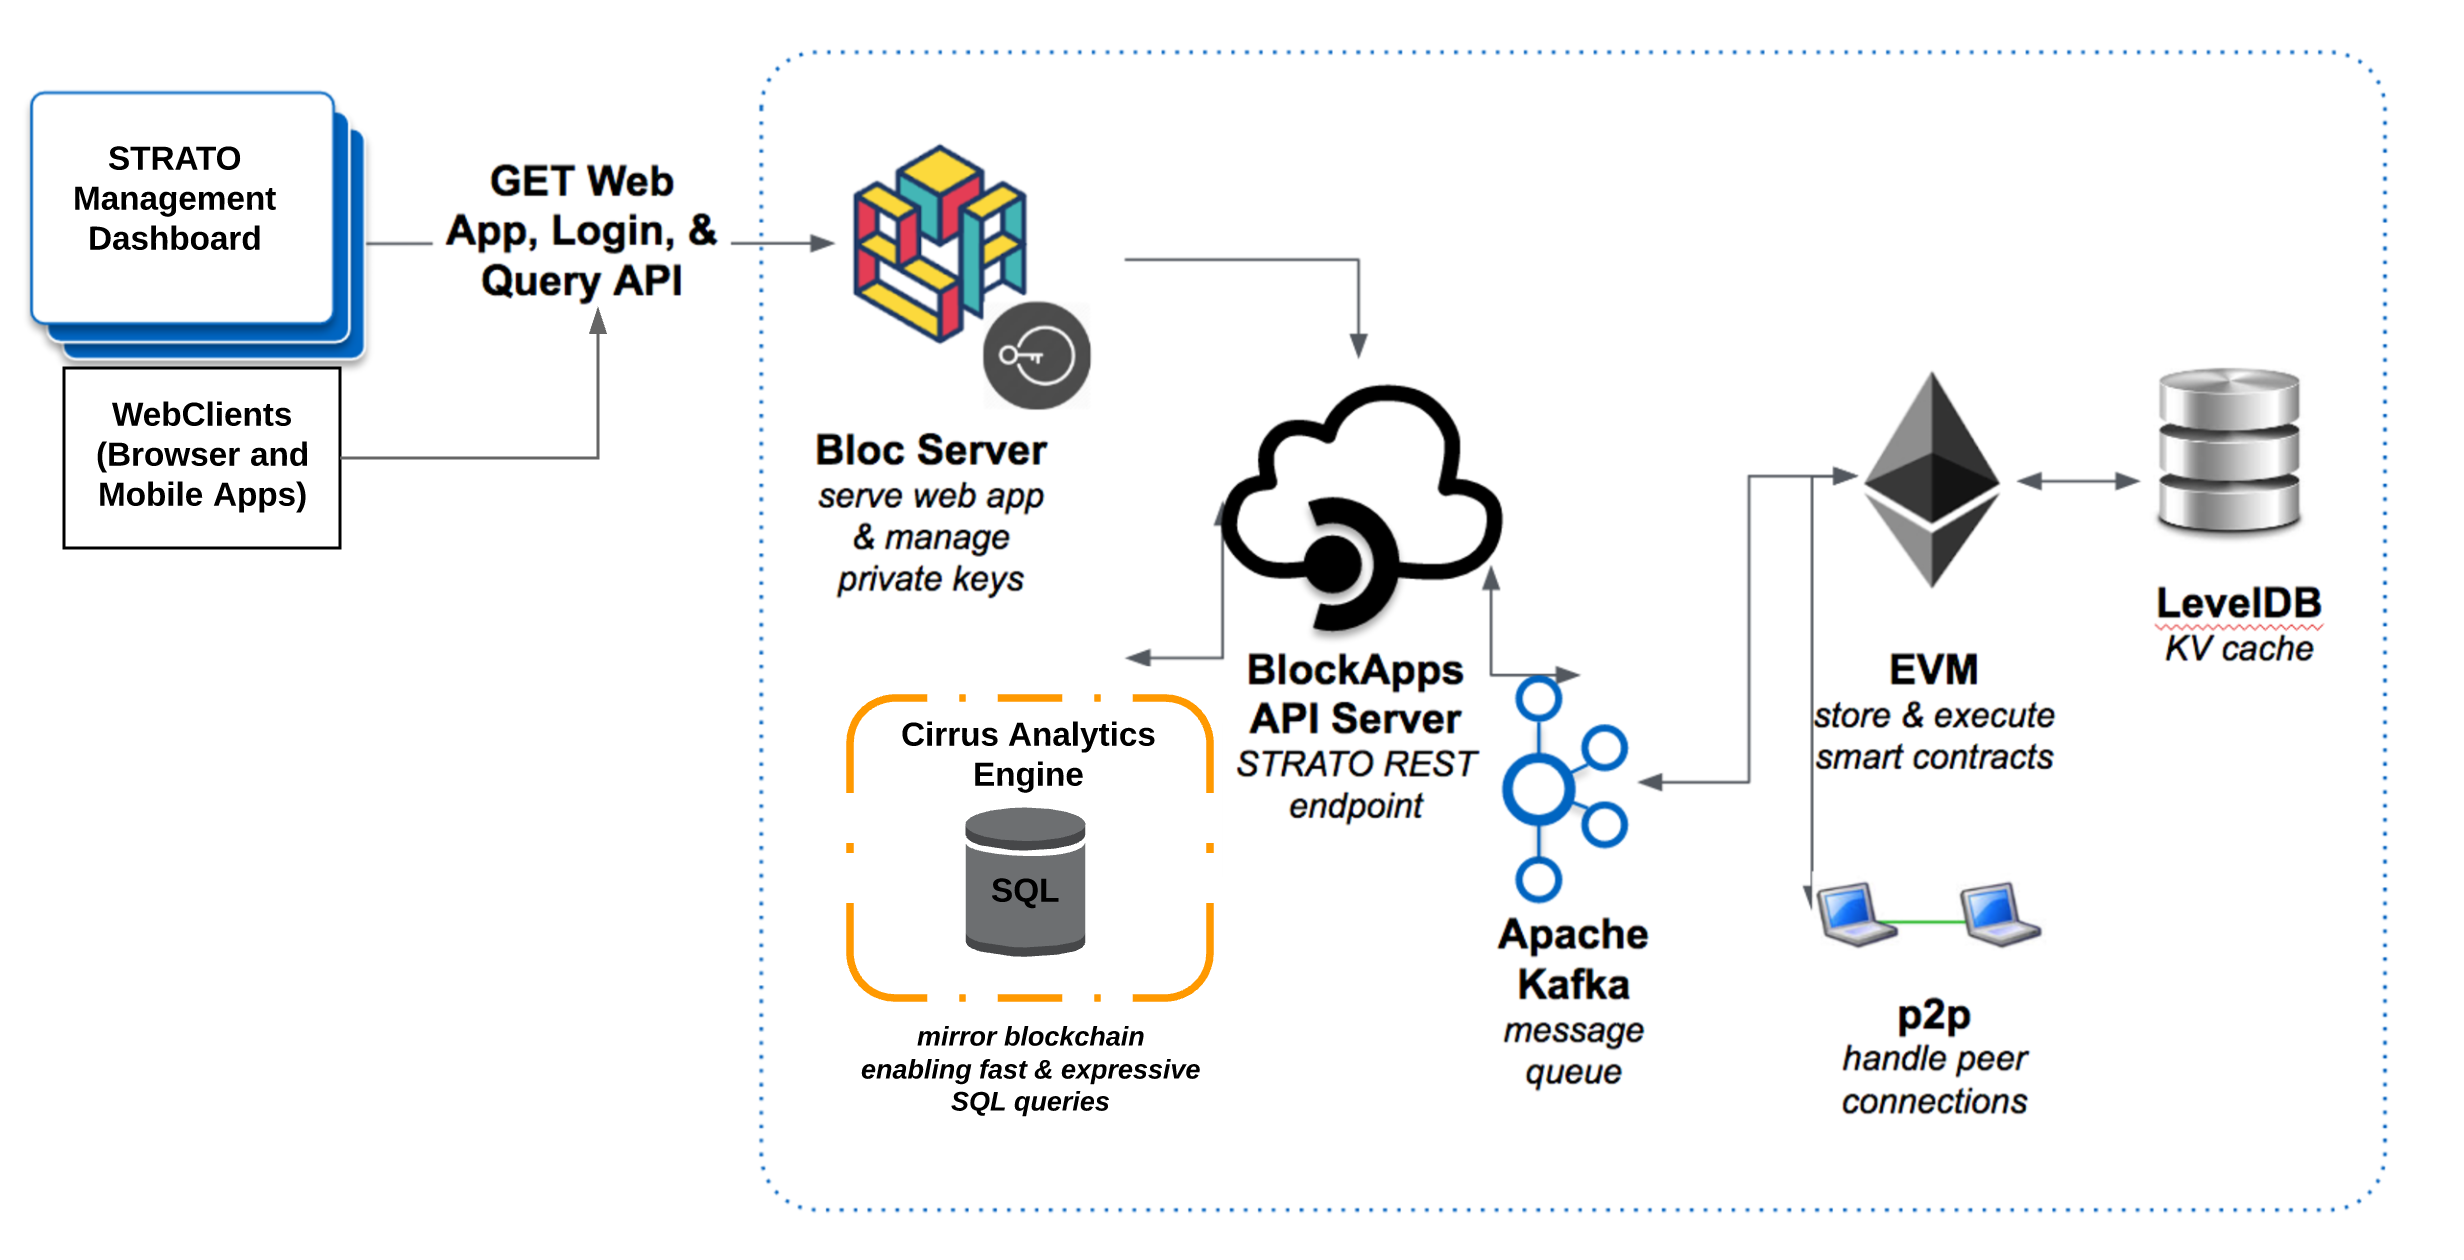 STRATO
Management
Dashboard
WebClients
(Browser and
Mobile Apps)
GET Web
App, Login, &
Query API
Bloc Server
serve web app
& manage
private keys
Cirrus Analytics
Engine
SQL
mirror blockchain
enabling fast & expressive
SQL queries
BlockApps
API Server
STRATO REST
endpoint
Apache
Kafka
message
queue
EVM
store & execute
smart contracts
LevelDB
KV cache
p2p
handle peer
connections